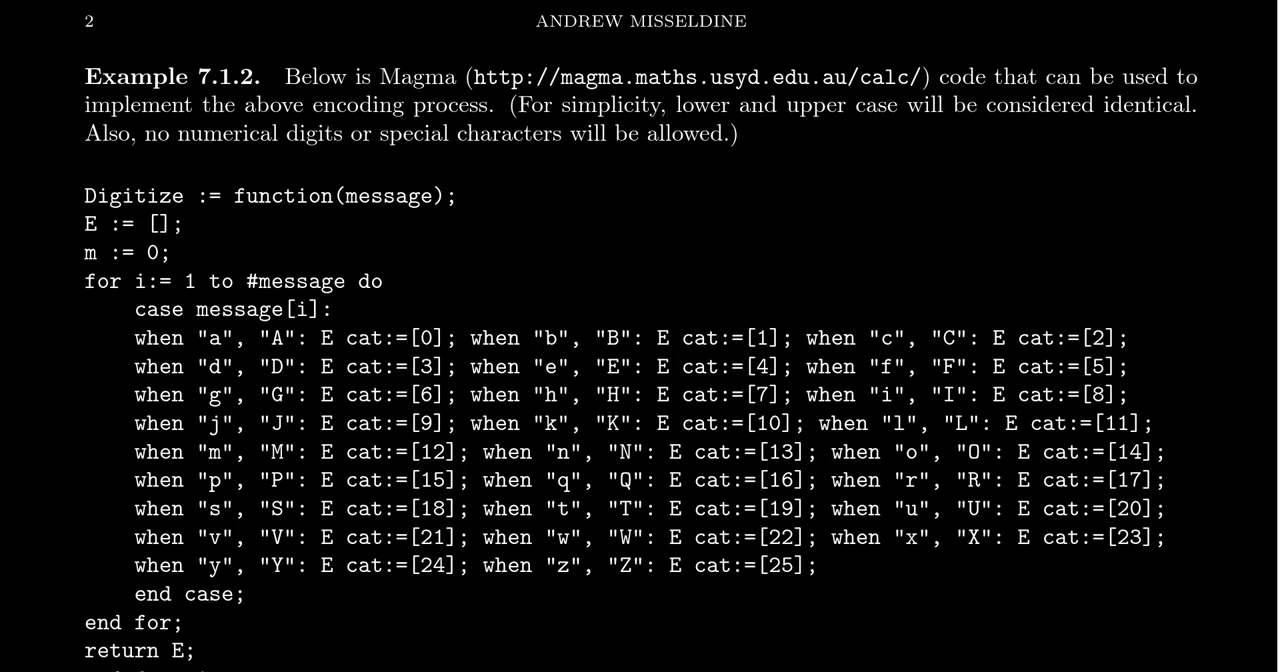 2
ANDREW MISSELDINE
Example 7.1.2. Below is Magma (http://magma.maths.usyd.edu.au/calc/) code that can be used to
implement the above encoding process. (For simplicity, lower and upper case will be considered identical.
Also, no numerical digits or special characters will be allowed.)
Digitize := function(message);
E := [];
m := 0;
for i:= 1 to #message do
case message[i]:
when "a", "A": E cat:=[0]; when "b", "B": E cat:=[1]; when "c", "C": E cat:=[2];
when "d", "D": E cat:=[3]; when "e", "E": E cat:=[4]; when "f", "F": E cat:=[5];
when "g", "G": E cat:=[6]; when "h", "H": E cat:=[7]; when "i", "I": E cat:=[8];
when "j", "J": E cat:=[9]; when "k", "K": E cat:=[10]; when "l", "L": E cat:=[11];
when "m", "M": E cat:=[12]; when "n", "N": E cat:=[13]; when "o", "O": E cat:=[14];
when "p", "P": E cat:=[15]; when "q", "Q": E cat:=[16]; when "r", "R": E cat:=[17];
when "s", "S": E cat:=[18]; when "t", "T": E cat:=[19]; when "u", "U": E cat:=[20];
when "v", "V": E cat:=[21]; when "w", "W": E cat:=[22]; when "x", "X": E cat:=[23];
when "y", "Y": E cat:=[24]; when "z", "Z": E cat:=[25];
end case;
end for;
return E;